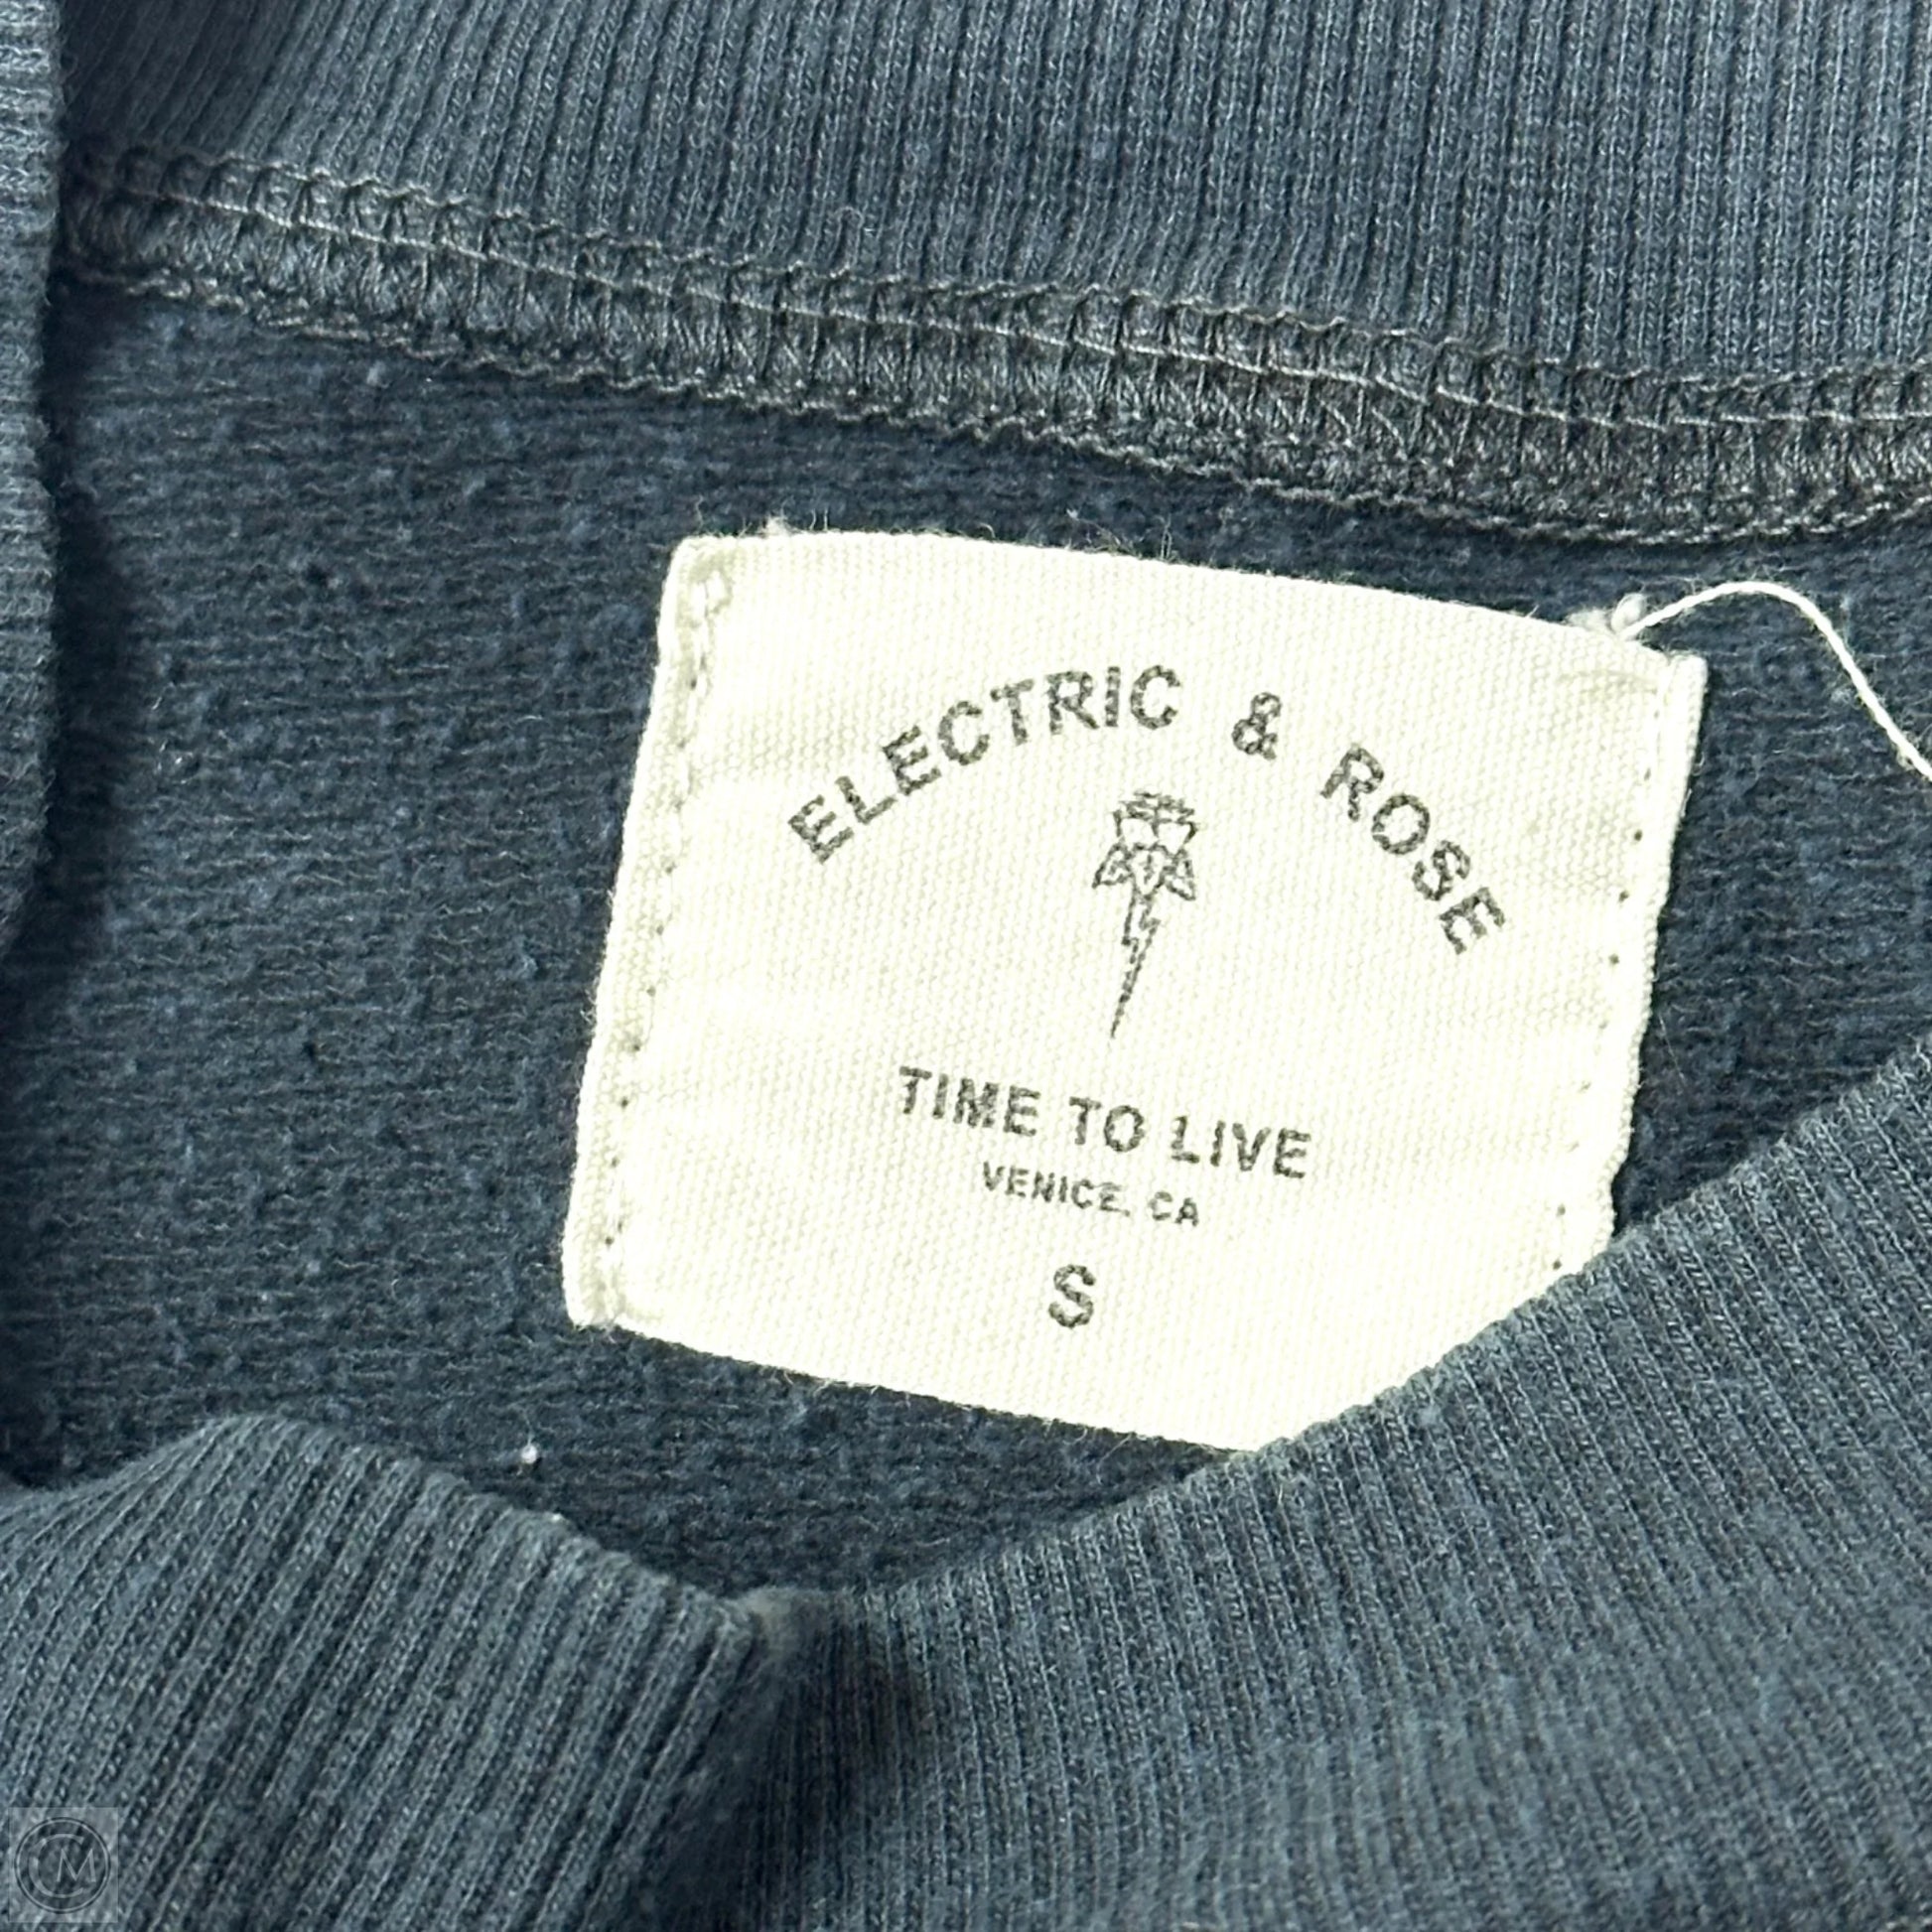 ELECTRIC & ROSE
TIME TO LIVE
VENICE, CA
S